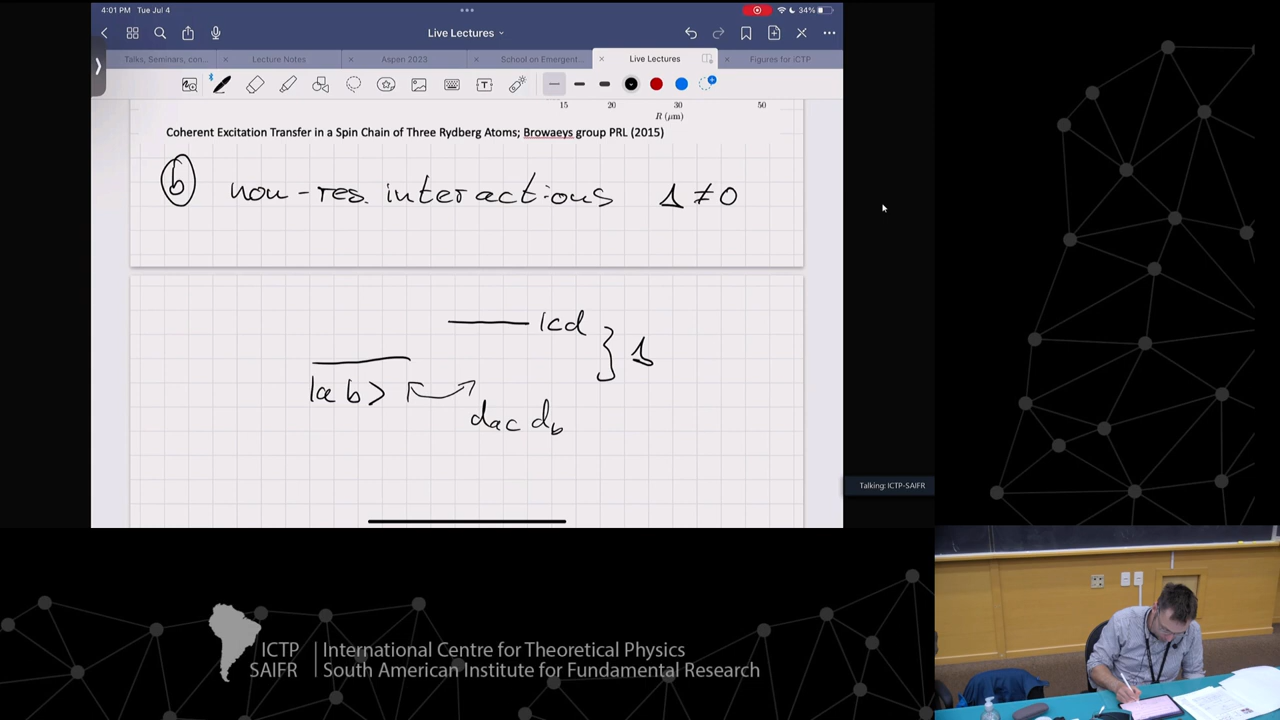 4:01 PM Tue Jul 4
34%
Live Lectures
Talks, Seminars, con...
Lecture Notes
Aspen 2023
School on Emergent...
Live Lectures
Figures for iCTP
15 20 30 50
R (μm)
Coherent Excitation Transfer in a Spin Chain of Three Rydberg Atoms; Browaeys group PRL (2015)
b non-res. interactions Δ ≠ 0
|cd
} Δ
|a b >
dac db
Talking: ICTP-SAIFR
ICTP | International Centre for Theoretical Physics
SAIFR | South American Institute for Fundamental Research